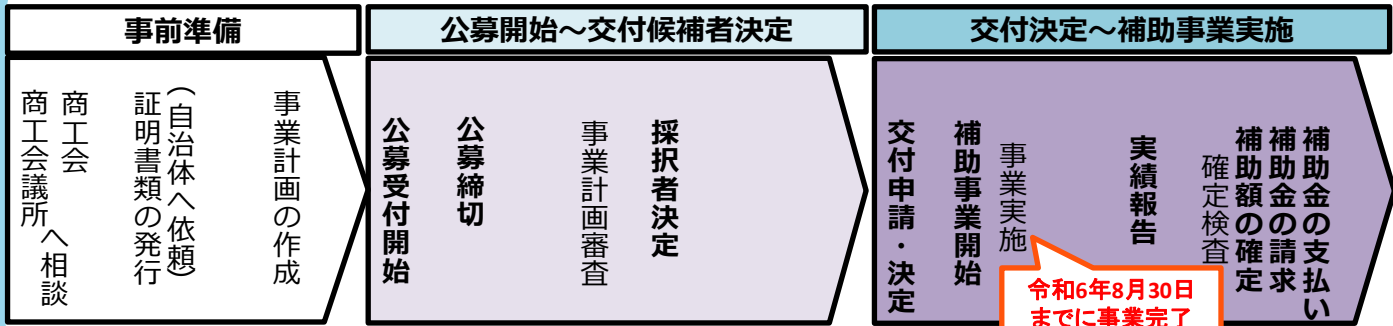 事前準備
公募開始～交付候補者決定
交付決定～補助事業実施
商工会
商工会議所
へ相談
証明書類の発行
（自治体へ依頼）
事業計画の作成
公募受付開始
公募締切
事業計画審査
採択者決定
交付申請・決定
補助事業開始
事業実施
令和6年8月30日
までに事業完了
実績報告
確定検査
補助額の確定
補助金の請求
補助金の支払い